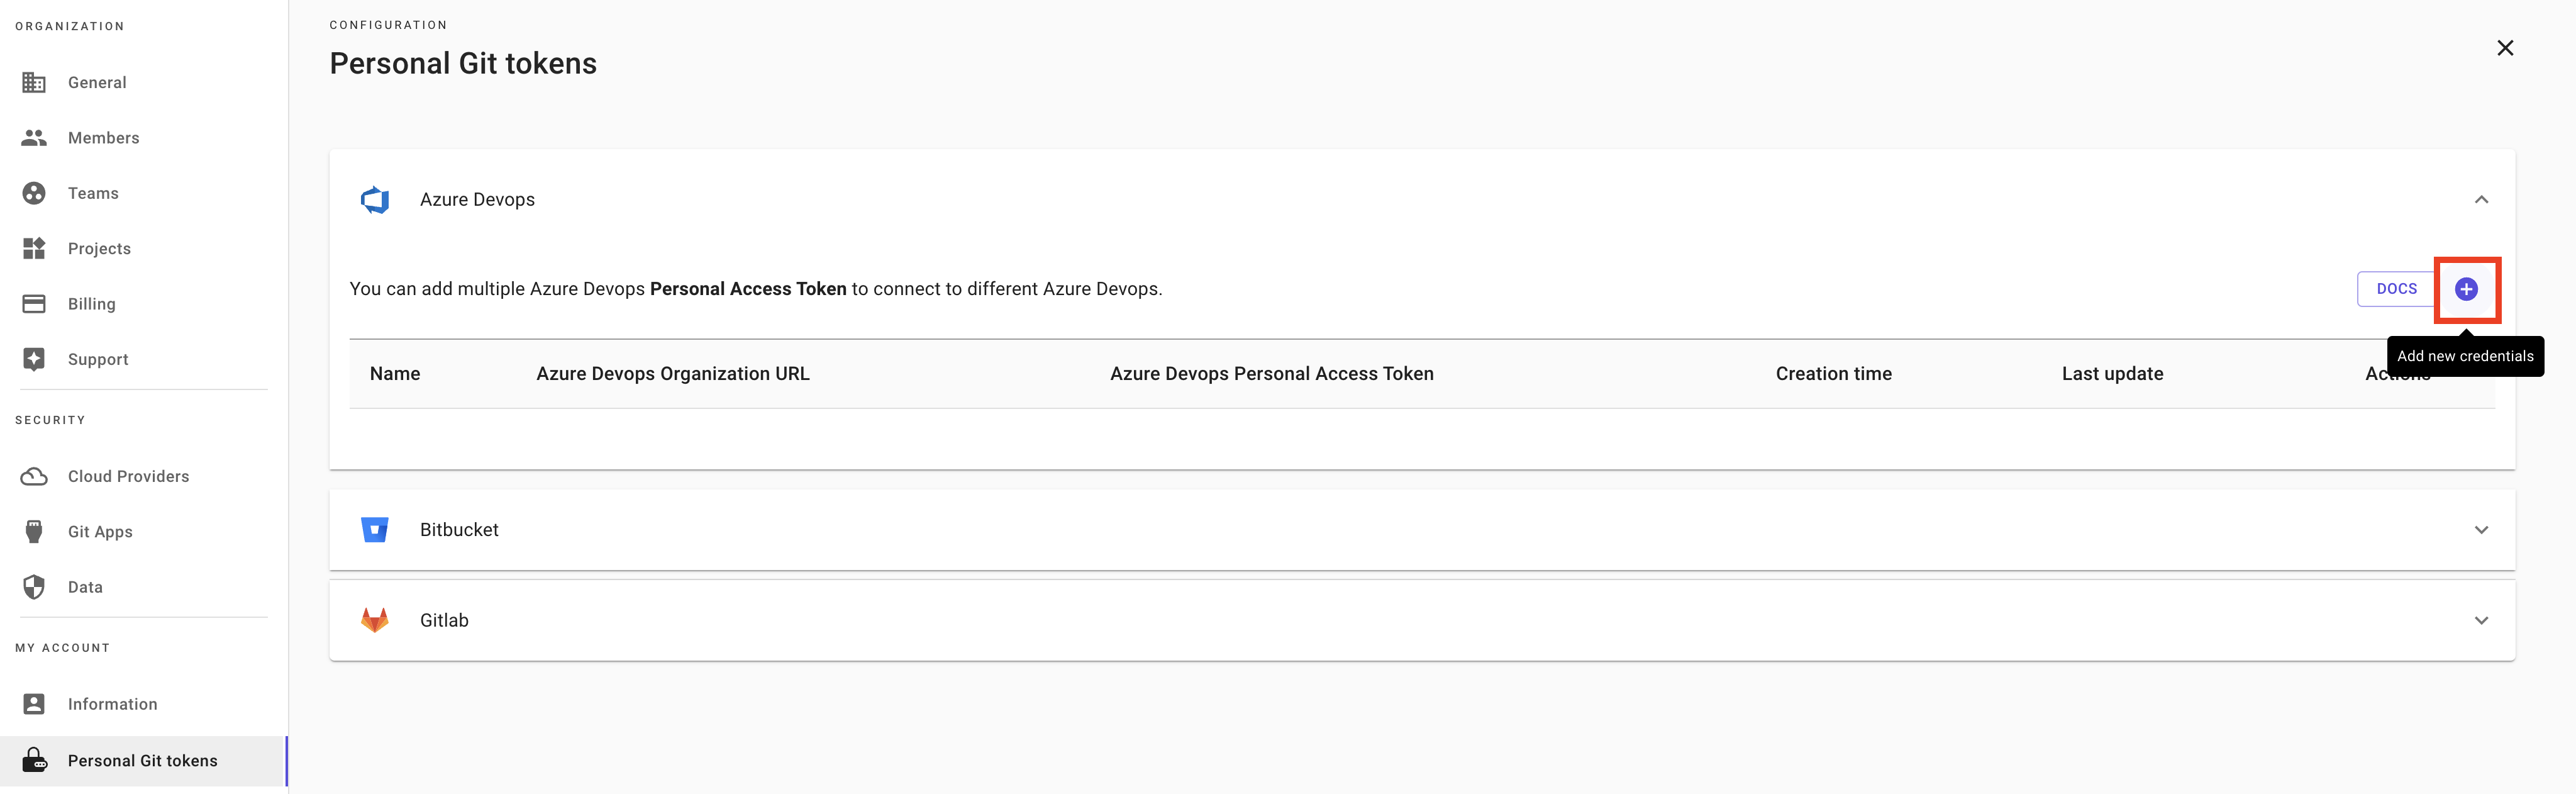 ORGANIZATION
General
Members
Teams
Projects
Billing
Support
SECURITY
Cloud Providers
Git Apps
Data
MY ACCOUNT
Information
Personal Git tokens
CONFIGURATION
Personal Git tokens
Azure Devops
You can add multiple Azure Devops Personal Access Token to connect to different Azure Devops.
DOCS
Add new credentials
Name Azure Devops Organization URL Azure Devops Personal Access Token Creation time Last update Actions
Bitbucket
Gitlab